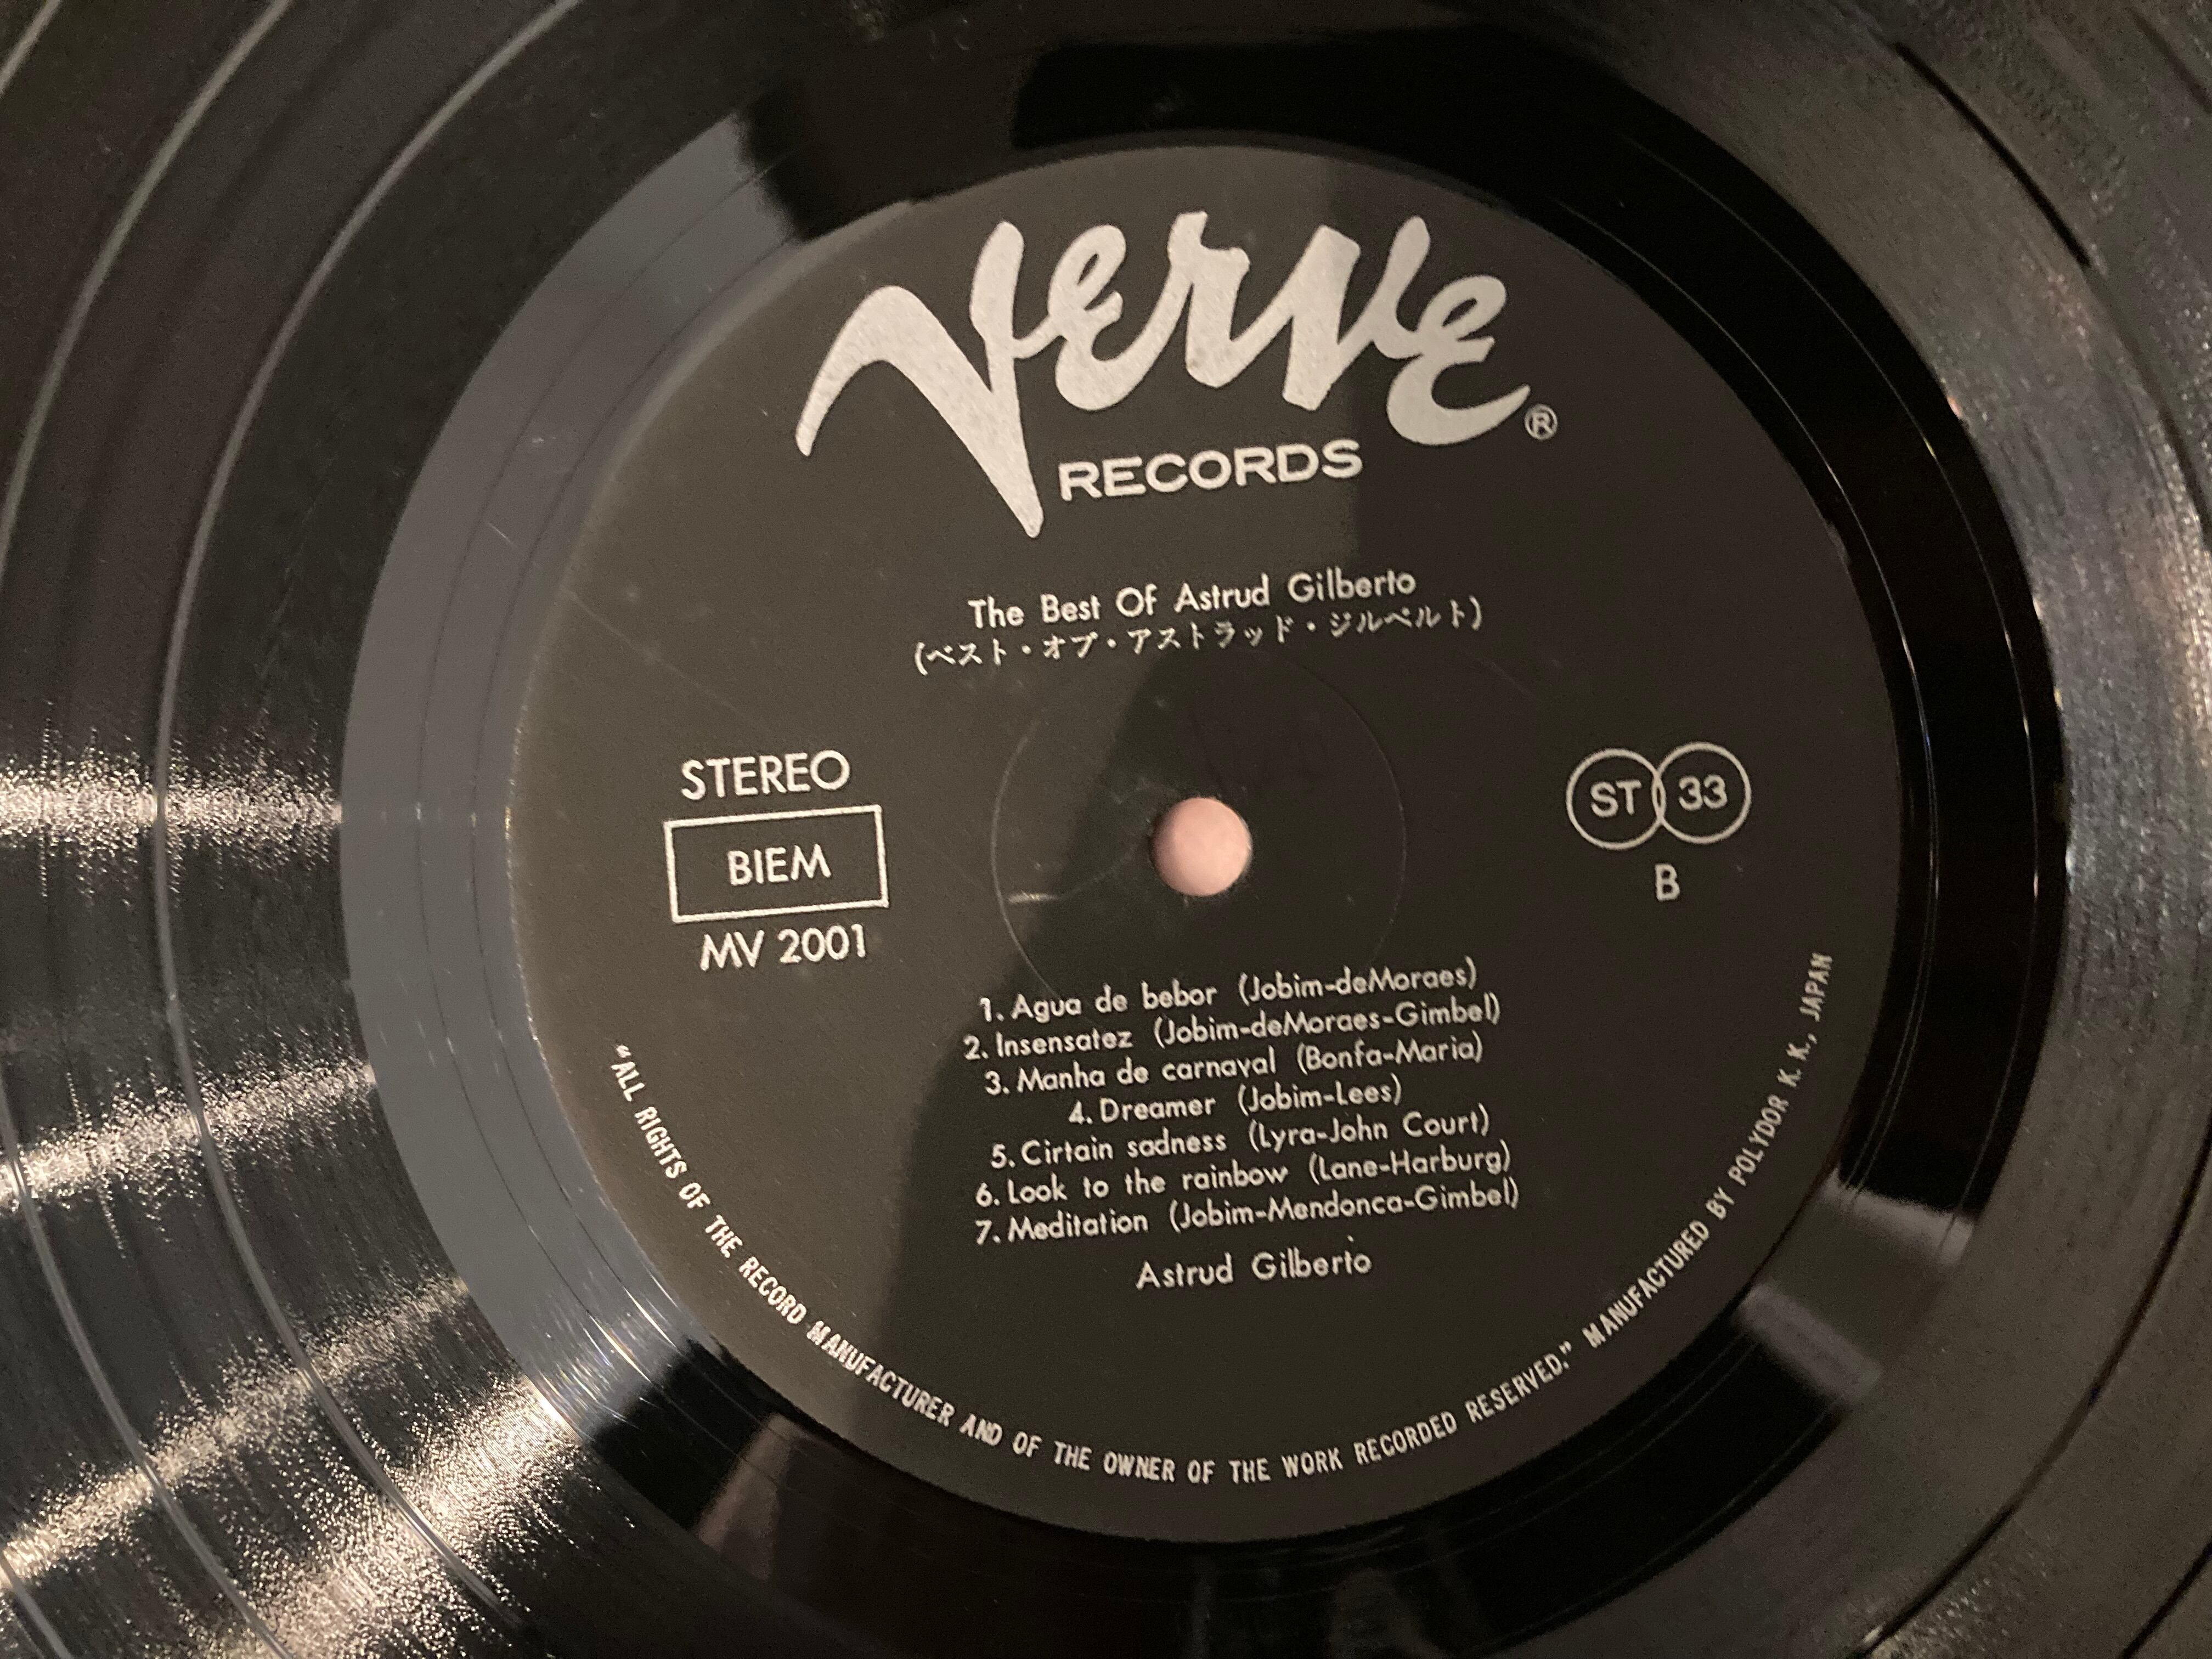 Verve ®
RECORDS
The Best Of Astrud Gilberto
(ベスト・オブ・アストラッド・ジルベルト)
STEREO
BIEM
MV 2001
ST 33
B
1. Agua de bebor (Jobim-deMoraes)
2. Insensatez (Jobim-deMoraes-Gimbel)
3. Manha de carnaval (Bonfa-Maria)
4. Dreamer (Jobim-Lees)
5. Cirtain sadness (Lyra-John Court)
6. Look to the rainbow (Lane-Harburg)
7. Meditation (Jobim-Mendonca-Gimbel)
Astrud Gilberto
"ALL RIGHTS OF THE RECORD MANUFACTURER AND OF THE OWNER OF THE WORK RECORDED RESERVED." MANUFACTURED BY POLYDOR K. K., JAPAN